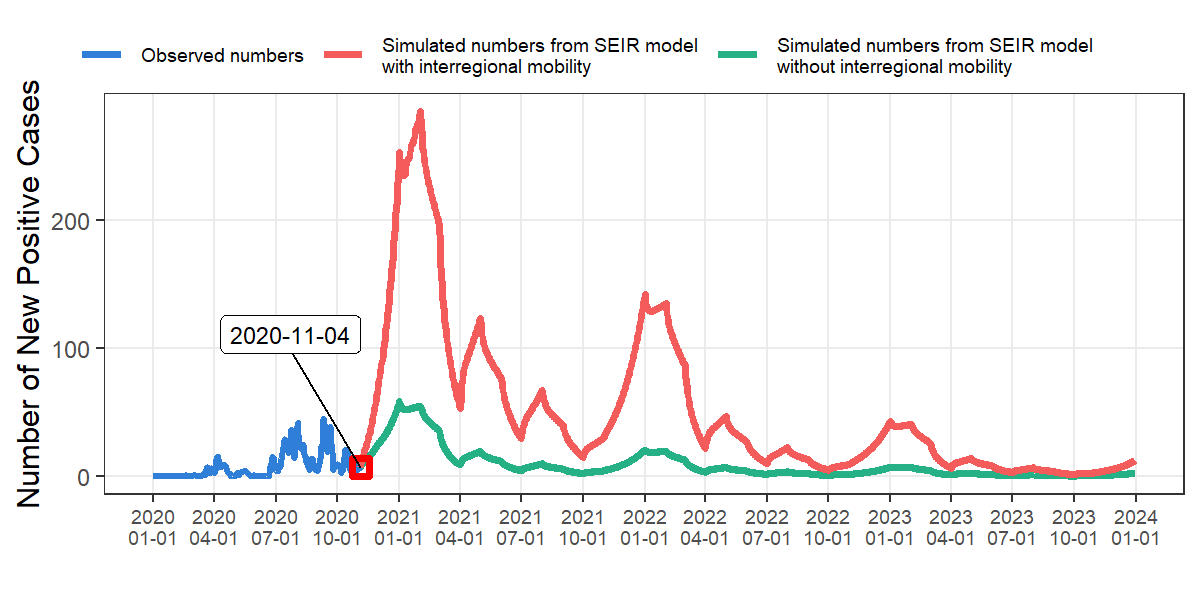 Observed numbers
Simulated numbers from SEIR model
with interregional mobility
Simulated numbers from SEIR model
without interregional mobility
Number of New Positive Cases
200
100
0
2020-11-04
2020 2020 2020 2020 2021 2021 2021 2021 2022 2022 2022 2022 2023 2023 2023 2023 2024
01-01 04-01 07-01 10-01 01-01 04-01 07-01 10-01 01-01 04-01 07-01 10-01 01-01 04-01 07-01 10-01 01-01